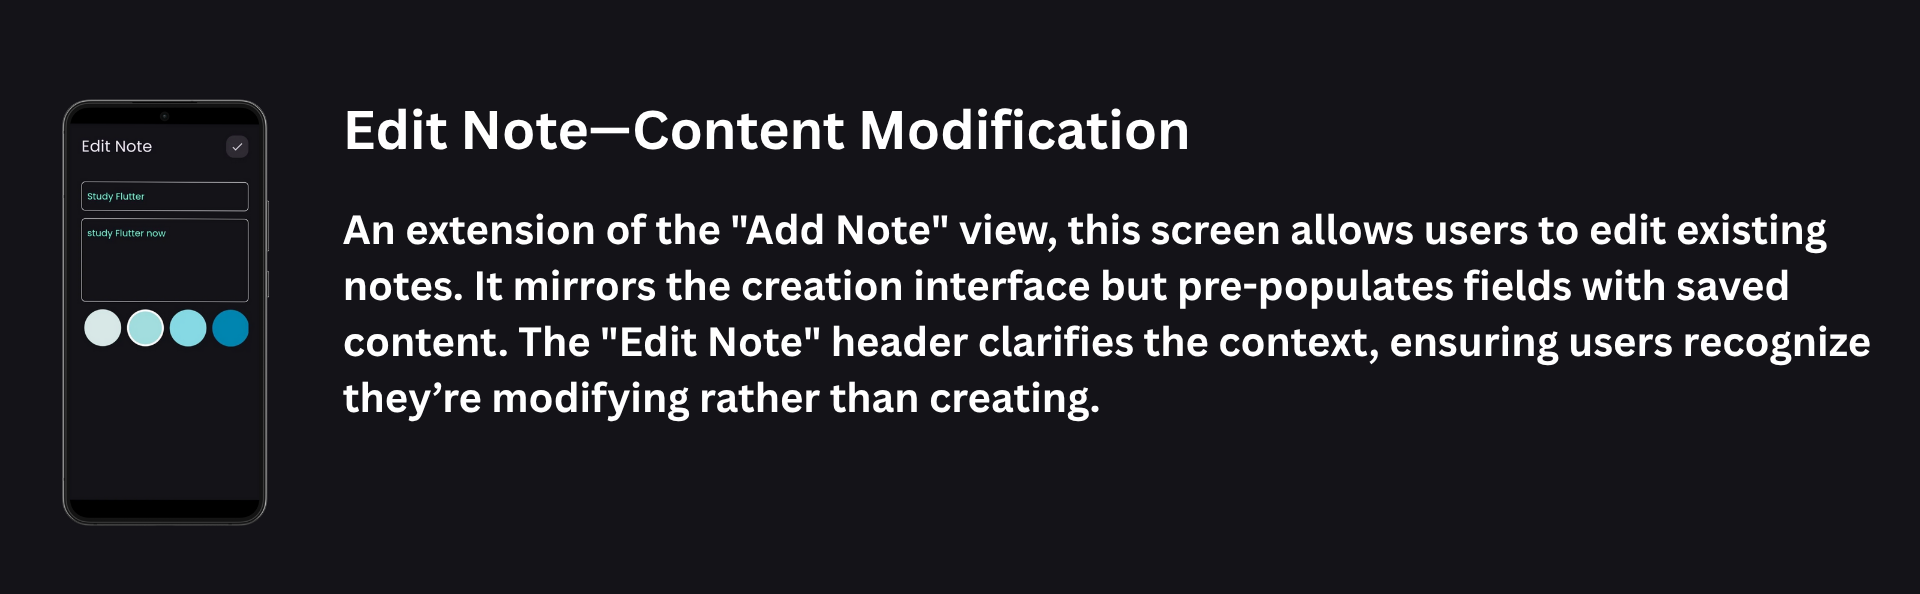 Edit Note
Study Flutter
study Flutter now
Edit Note—Content Modification
An extension of the "Add Note" view, this screen allows users to edit existing
notes. It mirrors the creation interface but pre-populates fields with saved
content. The "Edit Note" header clarifies the context, ensuring users recognize
they’re modifying rather than creating.